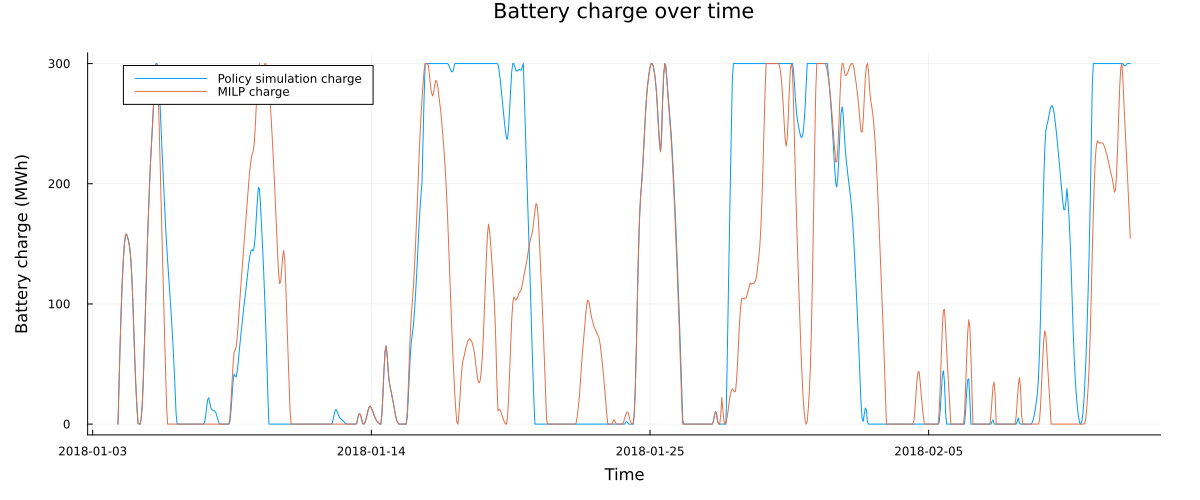 Battery charge over time
300
200
100
0
Battery charge (MWh)
Policy simulation charge
MILP charge
2018-01-03
2018-01-14
2018-01-25
2018-02-05
Time